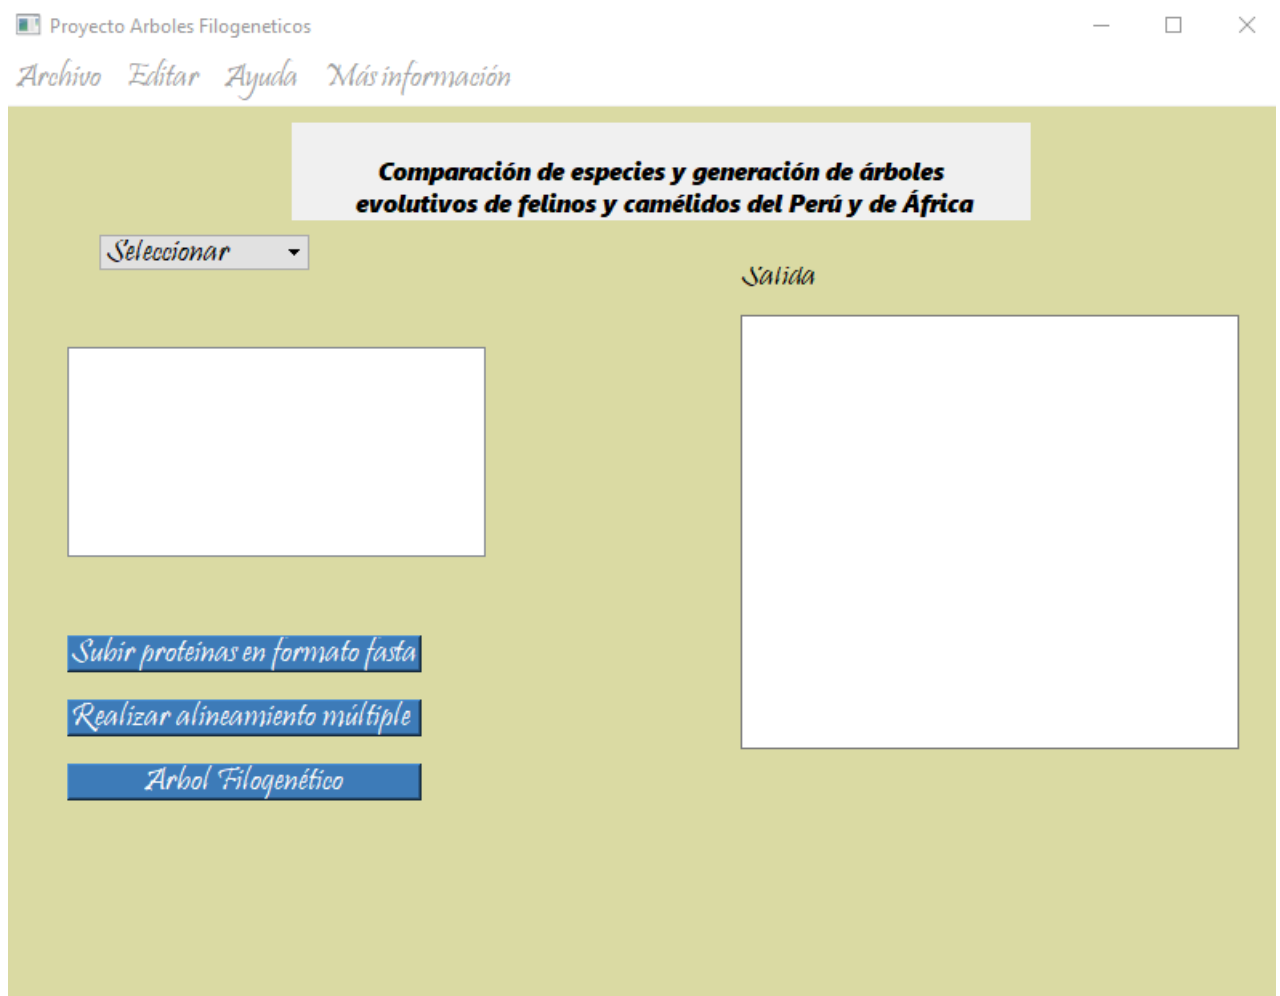 Proyecto Arboles Filogeneticos
Archivo Editar Ayuda Más información
Comparación de especies y generación de árboles
evolutivos de felinos y camélidos del Perú y de África
Seleccionar
Salida
Subir proteínas en formato fasta
Realizar alineamiento múltiple
Arbol Filogenético